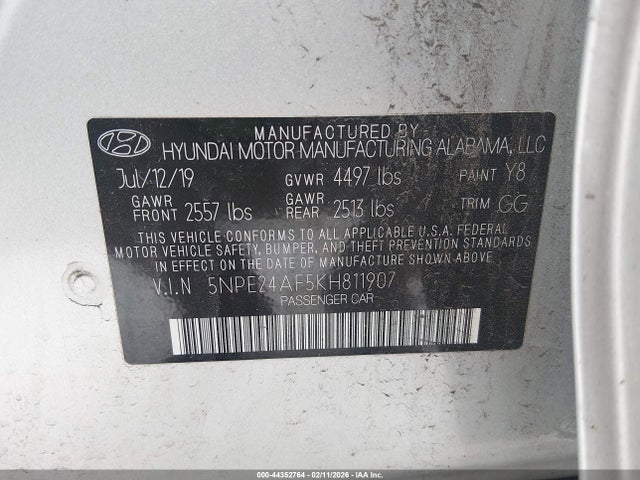 MANUFACTURED BY
HYUNDAI MOTOR MANUFACTURING ALABAMA, LLC
Jul/12/19 GVWR 4497 lbs PAINT Y8
GAWR FRONT 2557 lbs GAWR REAR 2513 lbs TRIM GG
THIS VEHICLE CONFORMS TO ALL APPLICABLE U.S.A. FEDERAL
MOTOR VEHICLE SAFETY, BUMPER, AND THEFT PREVENTION STANDARDS
IN EFFECT ON THE DATE OF MANUFACTURE SHOWN ABOVE
V.I.N 5NPE24AF5KH811907
PASSENGER CAR
000-44352764 - 02/11/2026 - IAAI.COM